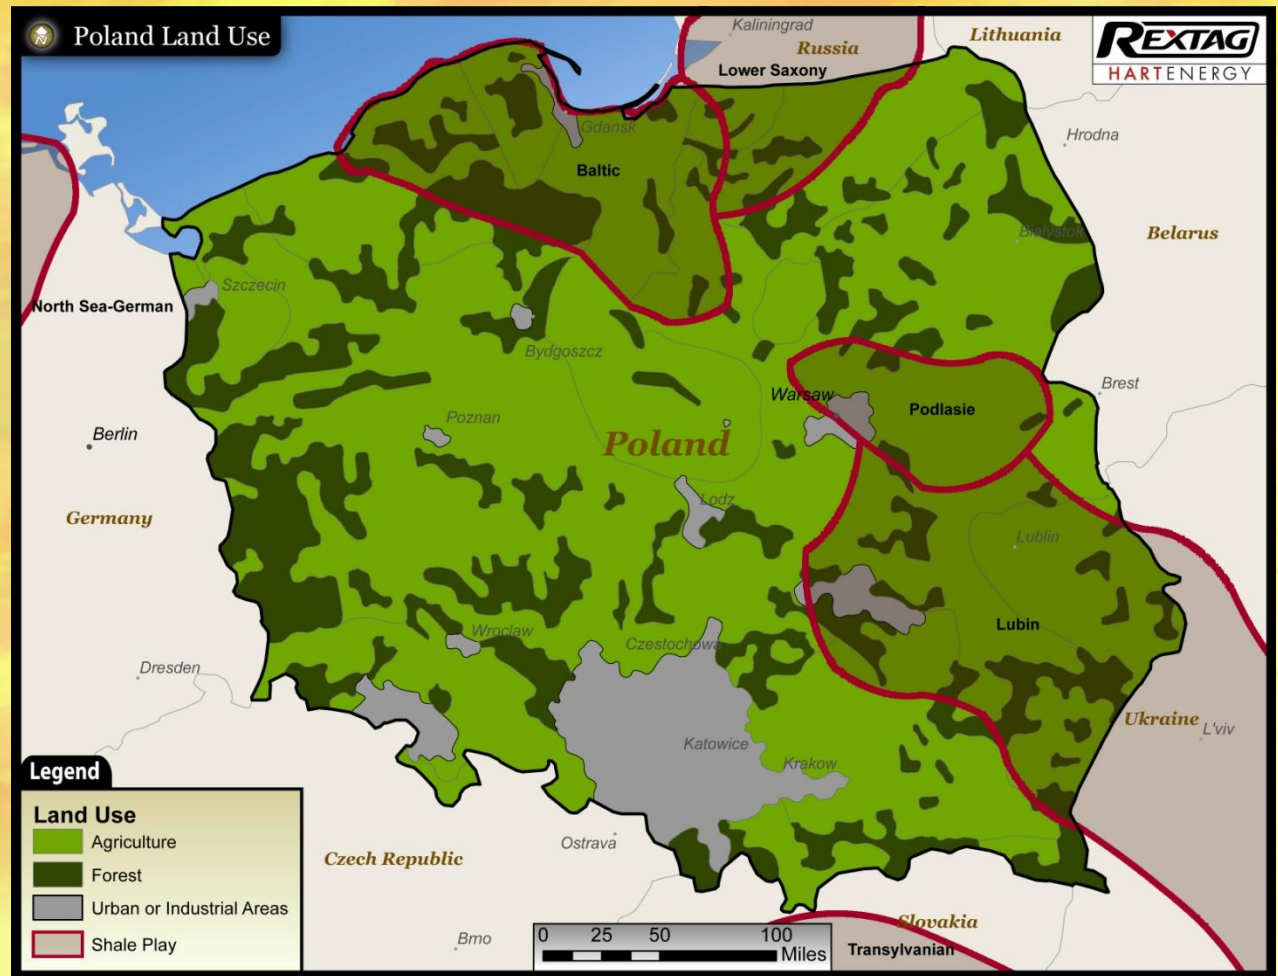 Poland Land Use
Kaliningrad
Russia
Lithuania
REXTAG
HARTENERGY
Lower Saxony
Hrodna
Gdansk
Baltic
Bialystok
Belarus
Szczecin
North Sea-German
Bydgoszcz
Brest
Warsaw
Podlasie
Poznan
Berlin
Poland
Lodz
Germany
Lublin
Wroclaw
Czestochowa
Lubin
Dresden
Ukraine
L'viv
Katowice
Krakow
Legend
Land Use
Agriculture
Forest
Urban or Industrial Areas
Shale Play
Ostrava
Czech Republic
Slovakia
Brno
0 25 50 100
Miles
Transylvanian